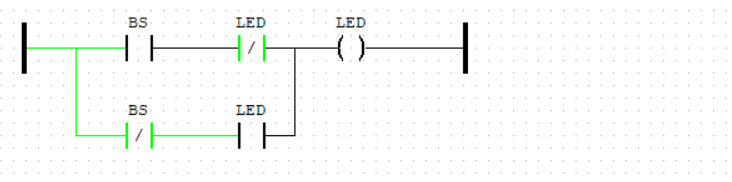 BS LED LED
/ ( )
BS LED
/